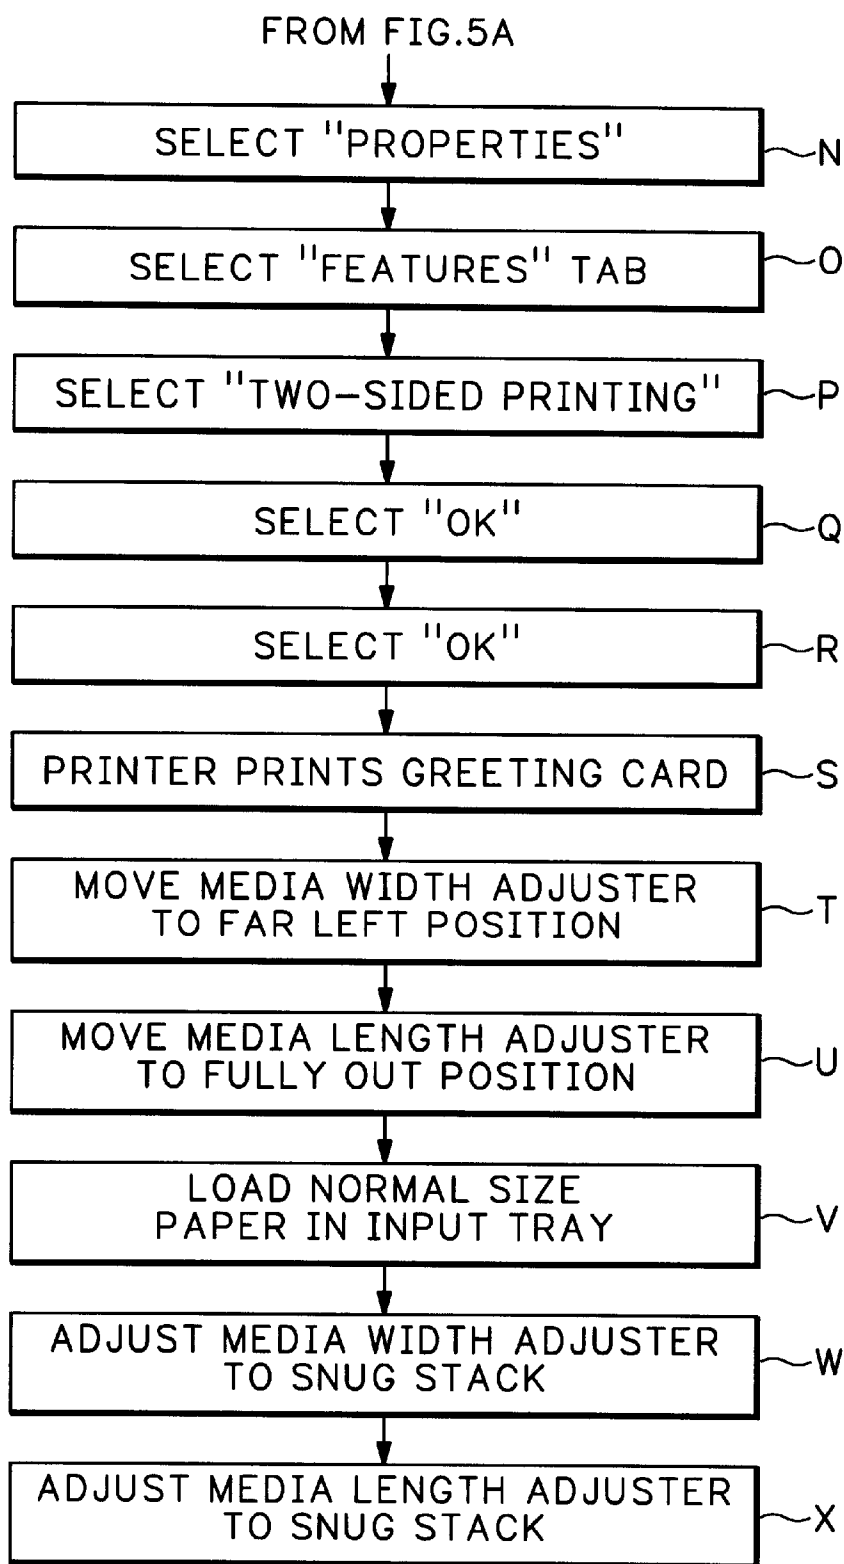 FROM FIG.5A
SELECT "PROPERTIES"
N
SELECT "FEATURES" TAB
O
SELECT "TWO-SIDED PRINTING"
P
SELECT "OK"
Q
SELECT "OK"
R
PRINTER PRINTS GREETING CARD
S
MOVE MEDIA WIDTH ADJUSTER
TO FAR LEFT POSITION
T
MOVE MEDIA LENGTH ADJUSTER
TO FULLY OUT POSITION
U
LOAD NORMAL SIZE
PAPER IN INPUT TRAY
V
ADJUST MEDIA WIDTH ADJUSTER
TO SNUG STACK
W
ADJUST MEDIA LENGTH ADJUSTER
TO SNUG STACK
X